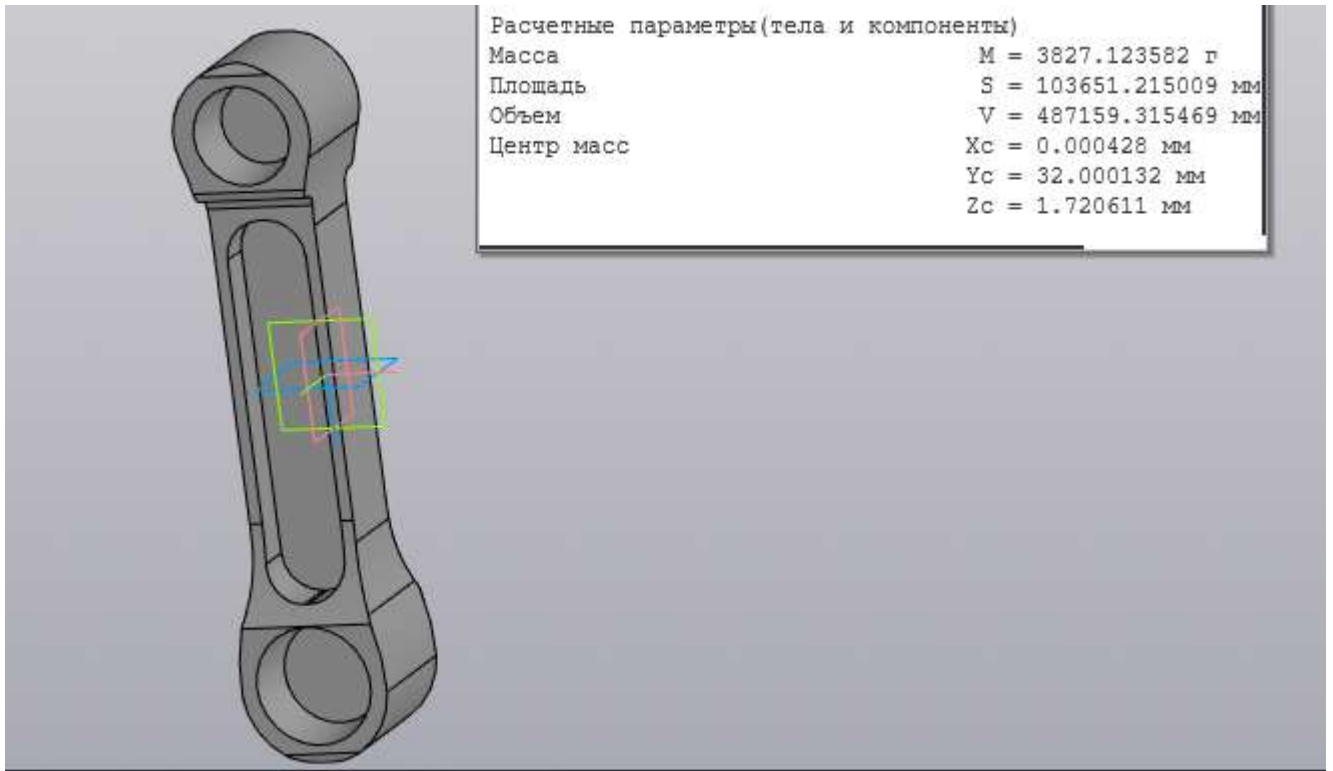 Расчетные параметры(тела и компоненты)
Масса M = 3827.123582 г
Площадь S = 103651.215009 мм
Объем V = 487159.315469 мм
Центр масс Xc = 0.000428 мм
Yc = 32.000132 мм
Zc = 1.720611 мм